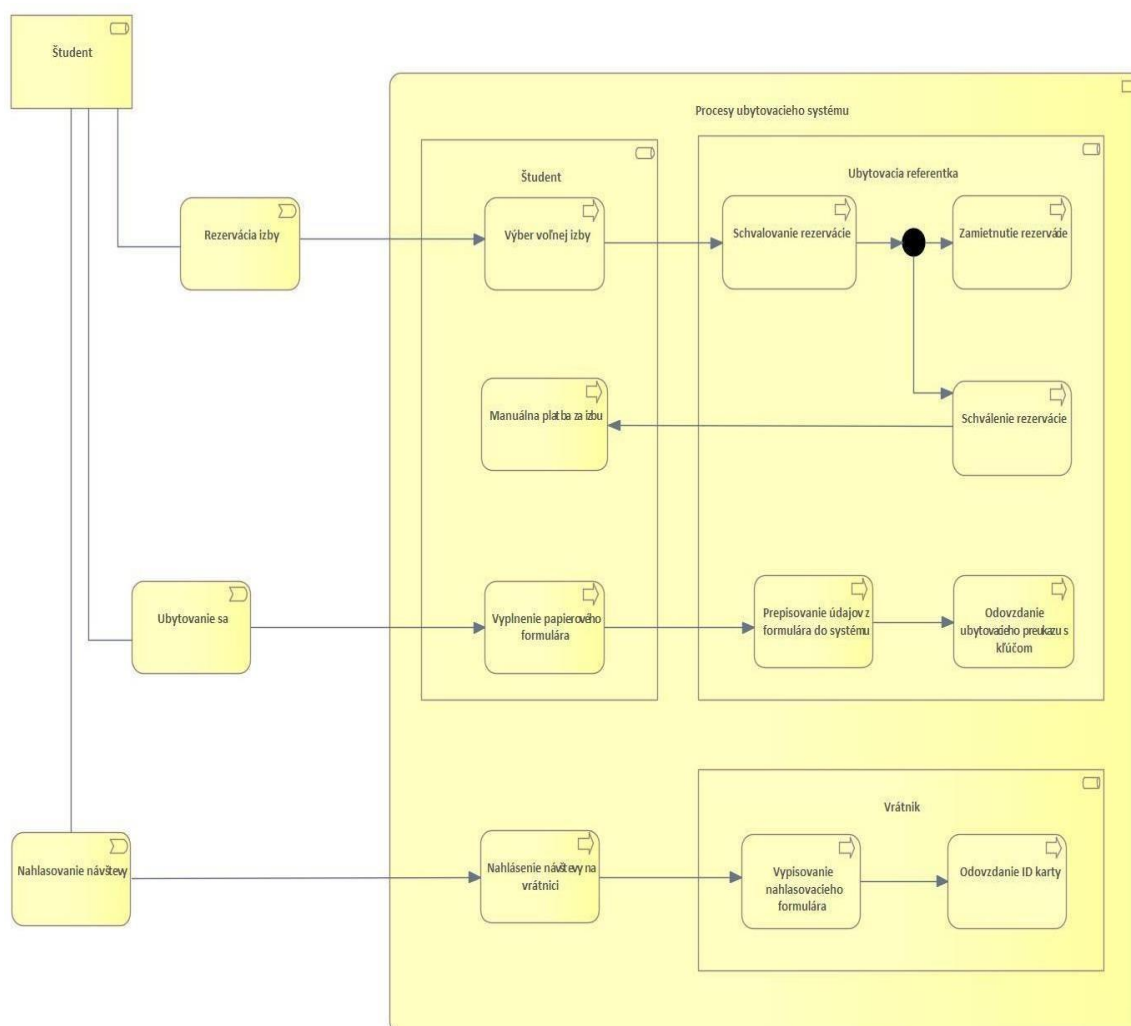 Študent
Procesy ubytovacieho systému
Študent
Ubytovacia referentka
Rezervácia izby
Výber voľnej izby
Schvalovanie rezervácie
Zamietnutie rezervácie
Manuálna platba za izbu
Schválenie rezervácie
Ubytovanie sa
Vyplnenie papierového
formulára
Prepisovanie údajov z
formulára do systému
Odovzdanie
ubytovacieho preukazu s
kľúčom
Vrátnik
Nahlasovanie návštevy
Nahlásenie návštevy na
vrátnici
Vypisovanie
nahlasovacieho
formulára
Odovzdanie ID karty